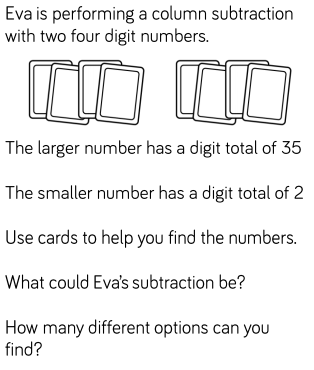 Eva is performing a column subtraction
with two four digit numbers.
The larger number has a digit total of 35
The smaller number has a digit total of 2
Use cards to help you find the numbers.
What could Eva's subtraction be?
How many different options can you
find?